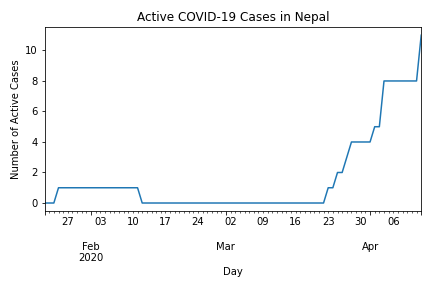 Active COVID-19 Cases in Nepal
Number of Active Cases
10
8
6
4
2
0
27 03 10 17 24 02 09 16 23 30 06
Feb Mar Apr
2020
Day